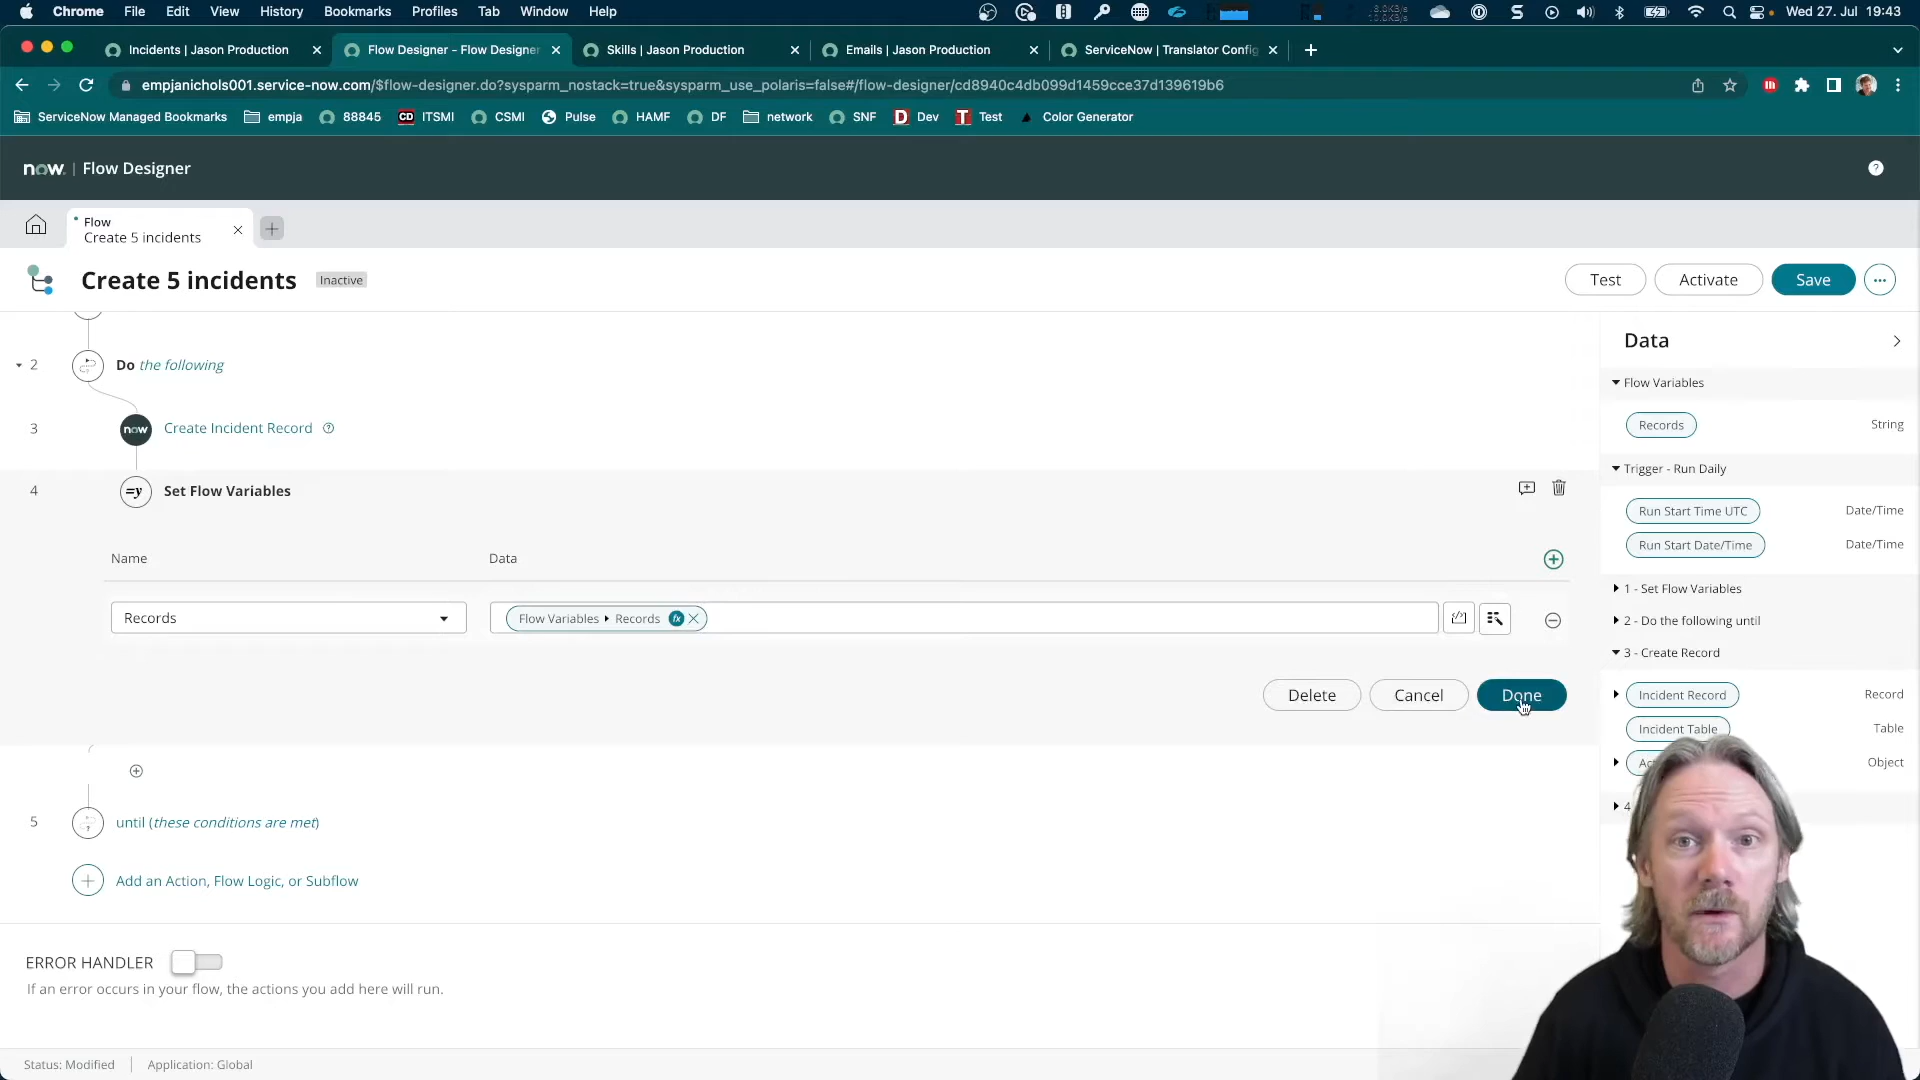 Chrome File Edit View History Bookmarks Profiles Tab Window Help Wed 27. Jul 19:43
Incidents | Jason Production
Flow Designer - Flow Designer
Skills | Jason Production
Emails | Jason Production
ServiceNow | Translator Config
empjanichols001.service-now.com/$flow-designer.do?sysparm_nostack=true&sysparm_use_polaris=false#/flow-designer/cd8940c4db099d1459cce37d139619b6
ServiceNow Managed Bookmarks empja 88845 CD ITSMI CSMI Pulse HAMF DF network SNF D Dev T Test Color Generator
now. | Flow Designer
Flow
Create 5 incidents
Create 5 incidents Inactive
Test Activate Save
Data
2 Do the following
Flow Variables
3 now Create Incident Record
Records String
Trigger - Run Daily
4 =y Set Flow Variables
Run Start Time UTC Date/Time
Run Start Date/Time Date/Time
Name Data
1 - Set Flow Variables
Records Flow Variables Records fx
2 - Do the following until
3 - Create Record
Delete Cancel Done
Incident Record Record
Incident Table Table
Object
4
5 until (these conditions are met)
Add an Action, Flow Logic, or Subflow
ERROR HANDLER
If an error occurs in your flow, the actions you add here will run.
Status: Modified Application: Global